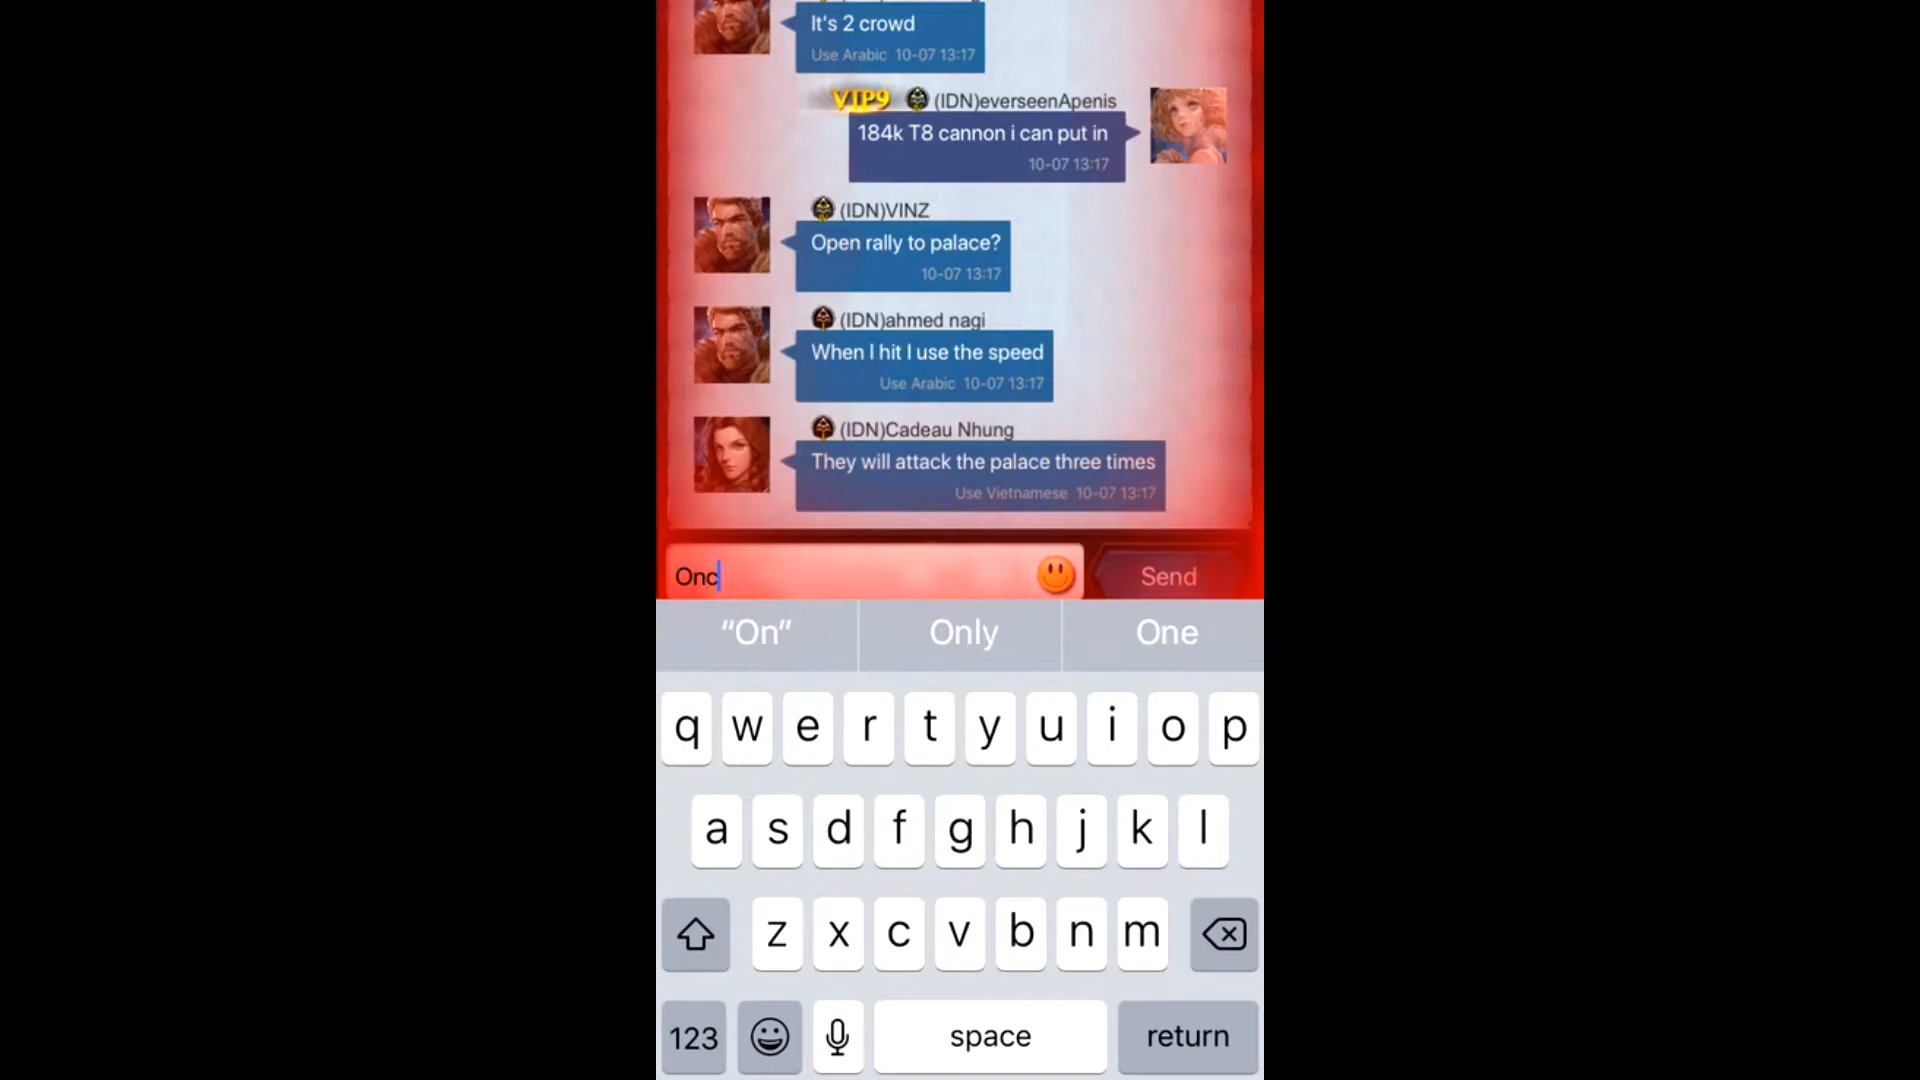 It's 2 crowd
Use Arabic 10-07 13:17
VIP9 (IDN)everseenApenis
184k T8 cannon i can put in
10-07 13:17
(IDN)VINZ
Open rally to palace?
10-07 13:17
(IDN)ahmed nagi
When I hit I use the speed
Use Arabic 10-07 13:17
(IDN)Cadeau Nhung
They will attack the palace three times
Use Vietnamese 10-07 13:17
Onc
Send
“On” Only One
q w e r t y u i o p
a s d f g h j k l
z x c v b n m
123 space return